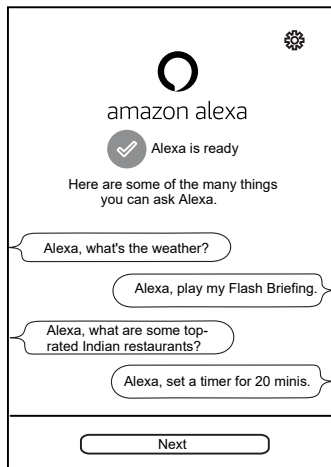 amazon alexa
Alexa is ready
Here are some of the many things
you can ask Alexa.
Alexa, what's the weather?
Alexa, play my Flash Briefing.
Alexa, what are some top-
rated Indian restaurants?
Alexa, set a timer for 20 minis.
Next